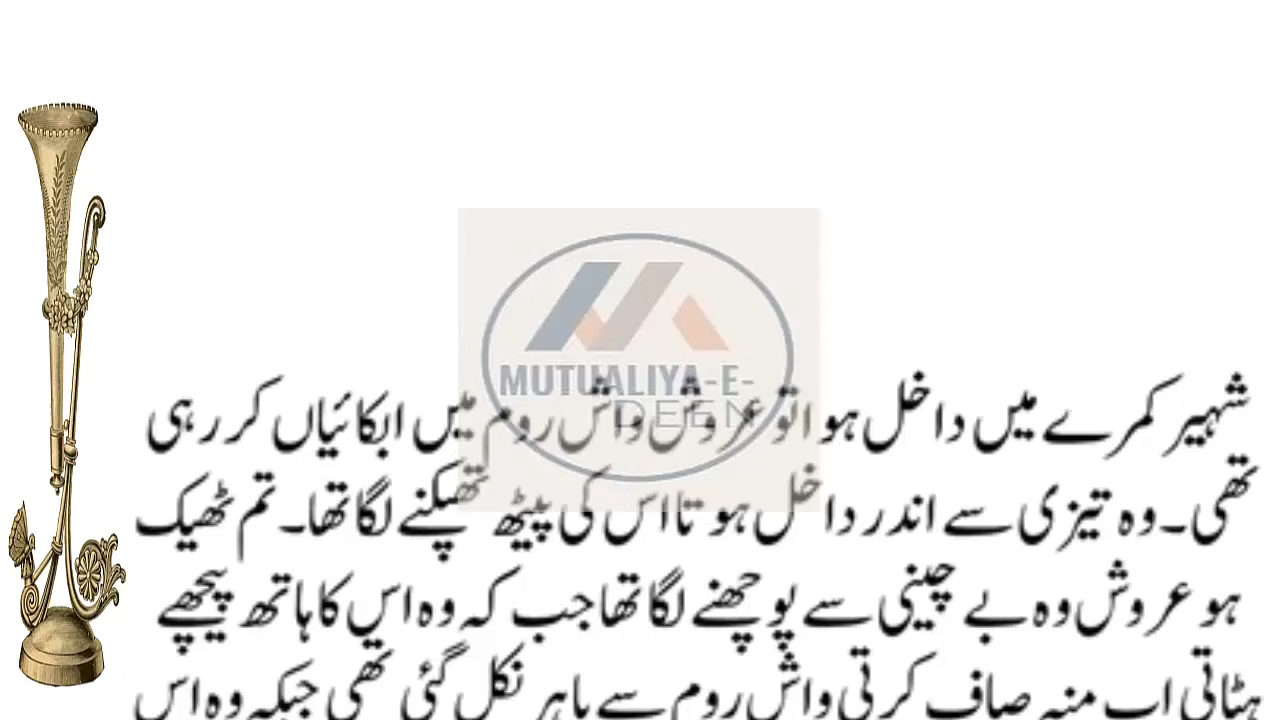 MUTUALIYA-E-
DEEN
شہیر کمرے میں داخل ہوا تو عروش واش روم میں ابکائیاں کر رہی
تھی۔ وہ تیزی سے اندر داخل ہوتا اس کی پیٹھ تھپکنے لگا تھا۔ تم ٹھیک
ہو عروش وہ بے چینی سے پوچھنے لگا تھا جب کہ وہ اس کا ہاتھ پیچھے
ہٹاتی اب منہ صاف کرتی واش روم سے باہر نکل گئی تھی جبکہ وہ اس